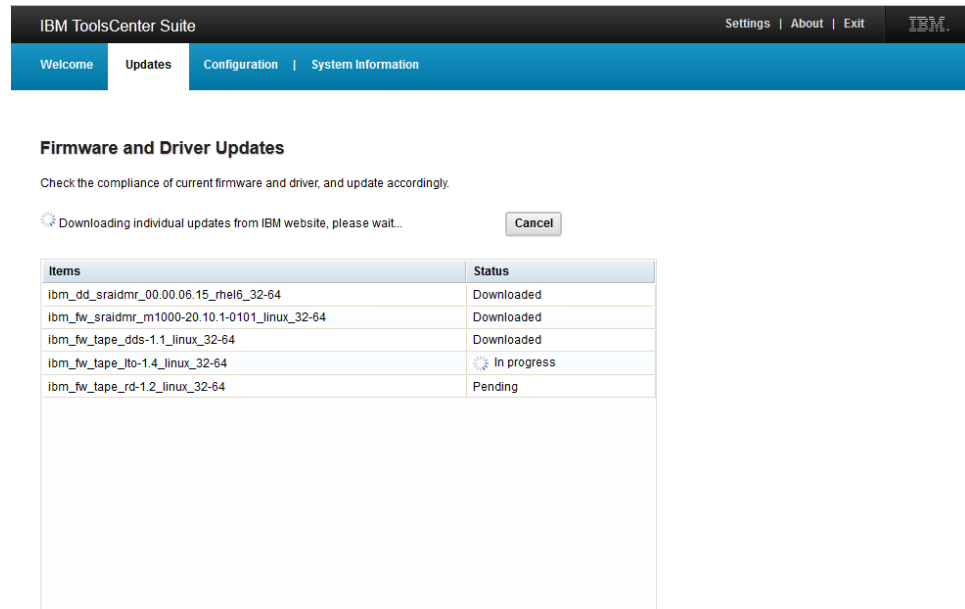 IBM ToolsCenter Suite
Settings | About | Exit
IBM.
Welcome Updates Configuration | System Information
Firmware and Driver Updates
Check the compliance of current firmware and driver, and update accordingly.
Downloading individual updates from IBM website, please wait... Cancel
Items Status
ibm_dd_sraidmr_00.00.06.15_rhel6_32-64 Downloaded
ibm_fw_sraidmr_m1000-20.10.1-0101_linux_32-64 Downloaded
ibm_fw_tape_dds-1.1_linux_32-64 Downloaded
ibm_fw_tape_lto-1.4_linux_32-64 In progress
ibm_fw_tape_rd-1.2_linux_32-64 Pending